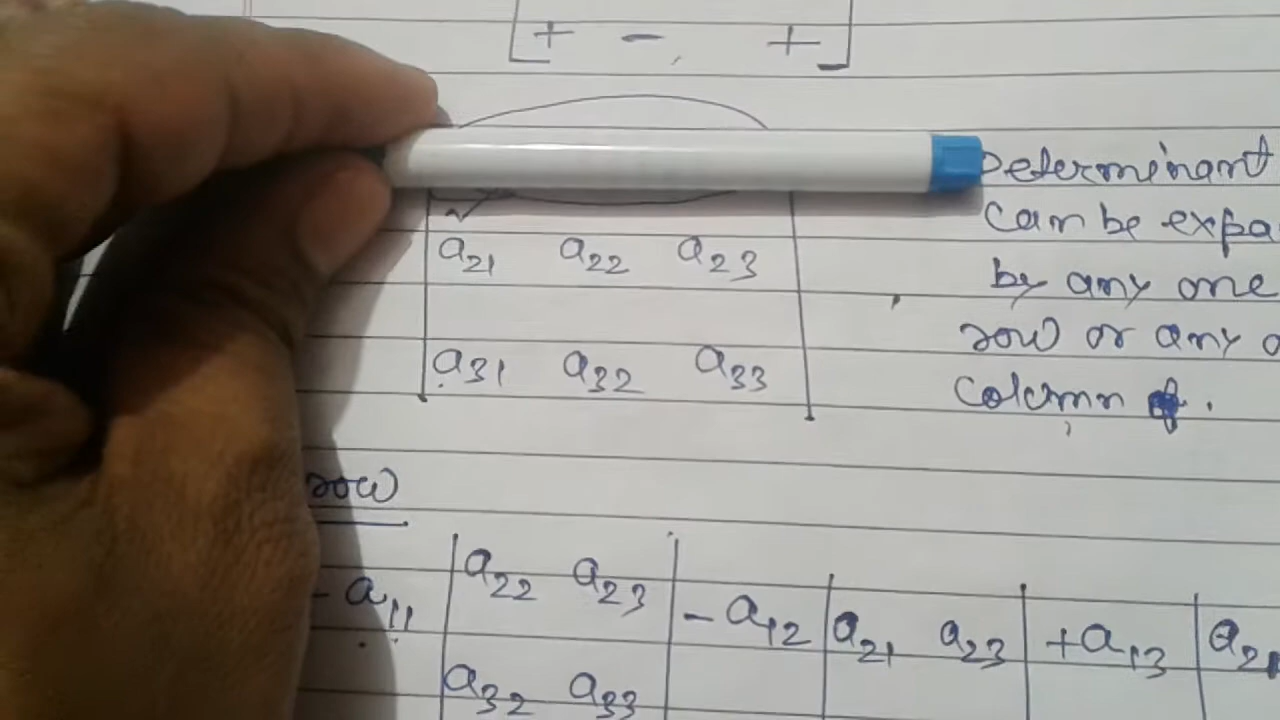 + - +
Determinant
can be expa
a21 a22 a23
by any one
row or any o
a31 a32 a33
column
row
- a11 | a22 a23 | - a12 | a21 a23 | + a13 | a21
a32 a33